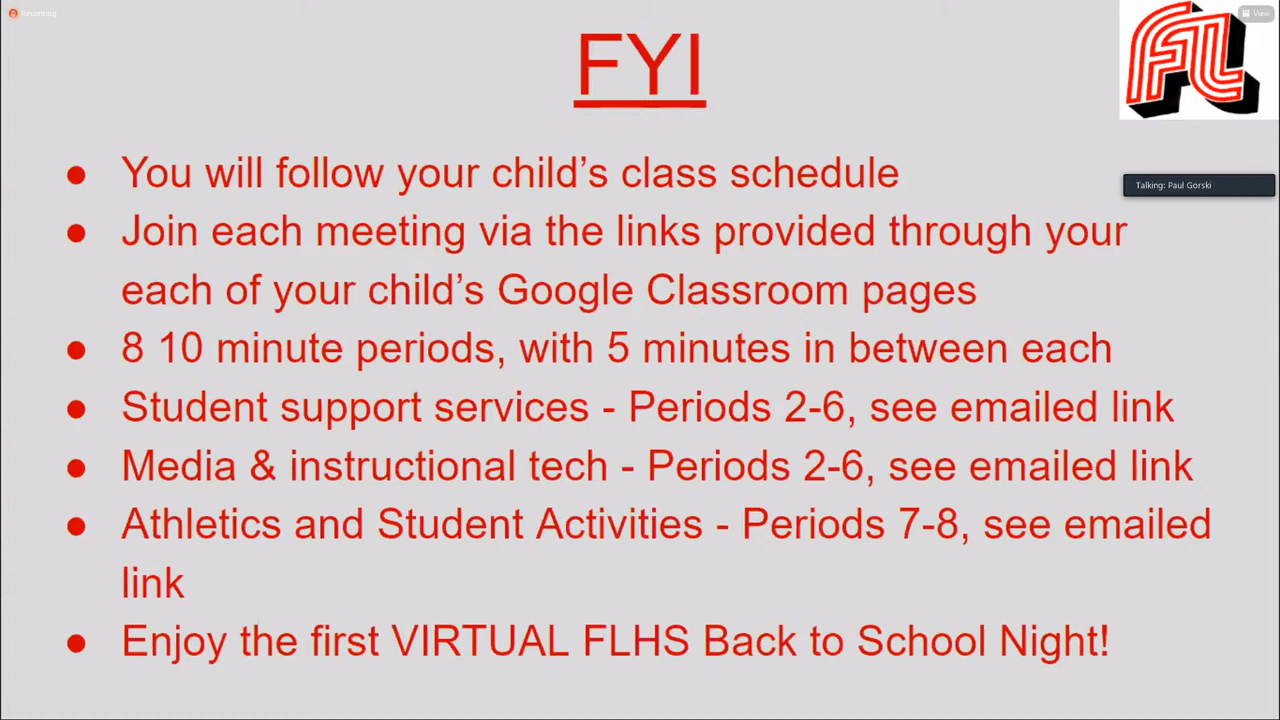 Recording
View
FYI
FL
Talking: Paul Gorski
● You will follow your child’s class schedule
● Join each meeting via the links provided through your
each of your child’s Google Classroom pages
● 8 10 minute periods, with 5 minutes in between each
● Student support services - Periods 2-6, see emailed link
● Media & instructional tech - Periods 2-6, see emailed link
● Athletics and Student Activities - Periods 7-8, see emailed
link
● Enjoy the first VIRTUAL FLHS Back to School Night!